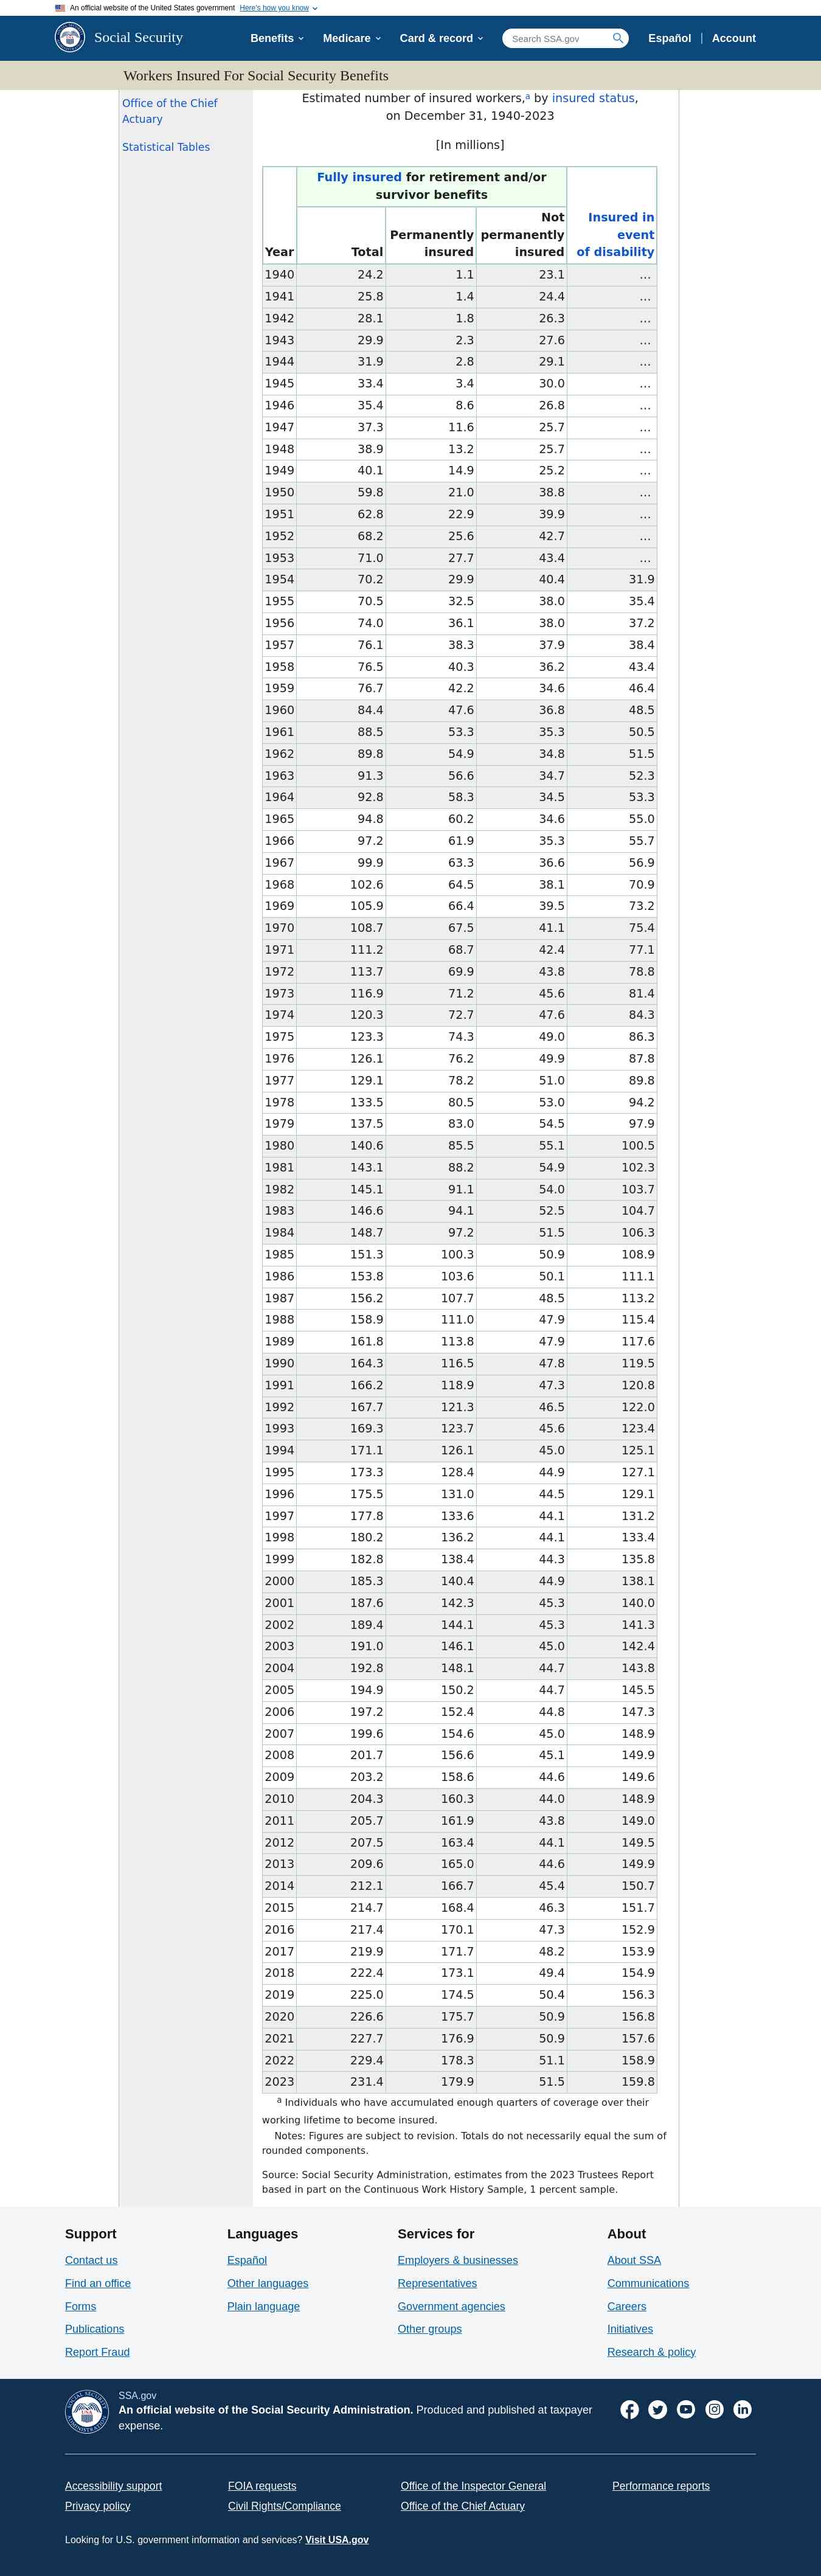 An official website of the United States government Here's how you know
Social Security
Benefits Medicare Card & record Search SSA.gov Español Account
Workers Insured For Social Security Benefits
Office of the Chief
Actuary
Statistical Tables
Estimated number of insured workers,a by insured status,
on December 31, 1940-2023
[In millions]
Fully insured for retirement and/or
survivor benefits
Year Total Permanently insured Not permanently insured Insured in event of disability
1940 24.2 1.1 23.1 ...
1941 25.8 1.4 24.4 ...
1942 28.1 1.8 26.3 ...
1943 29.9 2.3 27.6 ...
1944 31.9 2.8 29.1 ...
1945 33.4 3.4 30.0 ...
1946 35.4 8.6 26.8 ...
1947 37.3 11.6 25.7 ...
1948 38.9 13.2 25.7 ...
1949 40.1 14.9 25.2 ...
1950 59.8 21.0 38.8 ...
1951 62.8 22.9 39.9 ...
1952 68.2 25.6 42.7 ...
1953 71.0 27.7 43.4 ...
1954 70.2 29.9 40.4 31.9
1955 70.5 32.5 38.0 35.4
1956 74.0 36.1 38.0 37.2
1957 76.1 38.3 37.9 38.4
1958 76.5 40.3 36.2 43.4
1959 76.7 42.2 34.6 46.4
1960 84.4 47.6 36.8 48.5
1961 88.5 53.3 35.3 50.5
1962 89.8 54.9 34.8 51.5
1963 91.3 56.6 34.7 52.3
1964 92.8 58.3 34.5 53.3
1965 94.8 60.2 34.6 55.0
1966 97.2 61.9 35.3 55.7
1967 99.9 63.3 36.6 56.9
1968 102.6 64.5 38.1 70.9
1969 105.9 66.4 39.5 73.2
1970 108.7 67.5 41.1 75.4
1971 111.2 68.7 42.4 77.1
1972 113.7 69.9 43.8 78.8
1973 116.9 71.2 45.6 81.4
1974 120.3 72.7 47.6 84.3
1975 123.3 74.3 49.0 86.3
1976 126.1 76.2 49.9 87.8
1977 129.1 78.2 51.0 89.8
1978 133.5 80.5 53.0 94.2
1979 137.5 83.0 54.5 97.9
1980 140.6 85.5 55.1 100.5
1981 143.1 88.2 54.9 102.3
1982 145.1 91.1 54.0 103.7
1983 146.6 94.1 52.5 104.7
1984 148.7 97.2 51.5 106.3
1985 151.3 100.3 50.9 108.9
1986 153.8 103.6 50.1 111.1
1987 156.2 107.7 48.5 113.2
1988 158.9 111.0 47.9 115.4
1989 161.8 113.8 47.9 117.6
1990 164.3 116.5 47.8 119.5
1991 166.2 118.9 47.3 120.8
1992 167.7 121.3 46.5 122.0
1993 169.3 123.7 45.6 123.4
1994 171.1 126.1 45.0 125.1
1995 173.3 128.4 44.9 127.1
1996 175.5 131.0 44.5 129.1
1997 177.8 133.6 44.1 131.2
1998 180.2 136.2 44.1 133.4
1999 182.8 138.4 44.3 135.8
2000 185.3 140.4 44.9 138.1
2001 187.6 142.3 45.3 140.0
2002 189.4 144.1 45.3 141.3
2003 191.0 146.1 45.0 142.4
2004 192.8 148.1 44.7 143.8
2005 194.9 150.2 44.7 145.5
2006 197.2 152.4 44.8 147.3
2007 199.6 154.6 45.0 148.9
2008 201.7 156.6 45.1 149.9
2009 203.2 158.6 44.6 149.6
2010 204.3 160.3 44.0 148.9
2011 205.7 161.9 43.8 149.0
2012 207.5 163.4 44.1 149.5
2013 209.6 165.0 44.6 149.9
2014 212.1 166.7 45.4 150.7
2015 214.7 168.4 46.3 151.7
2016 217.4 170.1 47.3 152.9
2017 219.9 171.7 48.2 153.9
2018 222.4 173.1 49.4 154.9
2019 225.0 174.5 50.4 156.3
2020 226.6 175.7 50.9 156.8
2021 227.7 176.9 50.9 157.6
2022 229.4 178.3 51.1 158.9
2023 231.4 179.9 51.5 159.8
a Individuals who have accumulated enough quarters of coverage over their
working lifetime to become insured.
Notes: Figures are subject to revision. Totals do not necessarily equal the sum of
rounded components.
Source: Social Security Administration, estimates from the 2023 Trustees Report
based in part on the Continuous Work History Sample, 1 percent sample.
Support Languages Services for About
Contact us Español Employers & businesses About SSA
Find an office Other languages Representatives Communications
Forms Plain language Government agencies Careers
Publications Other groups Initiatives
Report Fraud Research & policy
SSA.gov
An official website of the Social Security Administration. Produced and published at taxpayer
expense.
Accessibility support FOIA requests Office of the Inspector General Performance reports
Privacy policy Civil Rights/Compliance Office of the Chief Actuary
Looking for U.S. government information and services? Visit USA.gov